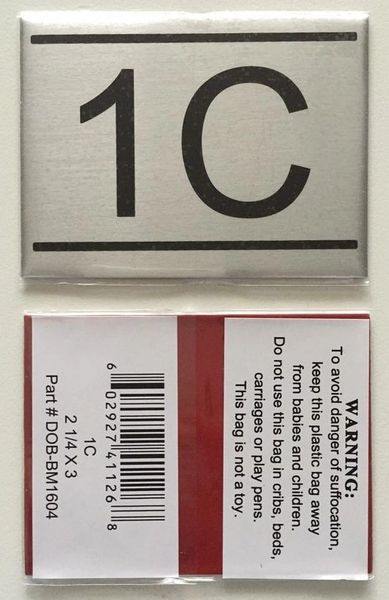 1C
WARNING:
To avoid danger of suffocation,
keep this plastic bag away
from babies and children.
Do not use this bag in cribs, beds,
carriages or play pens.
This bag is not a toy.
6 02927 41126 8
1C
2 1/4 X 3
Part # DOB-BM1604